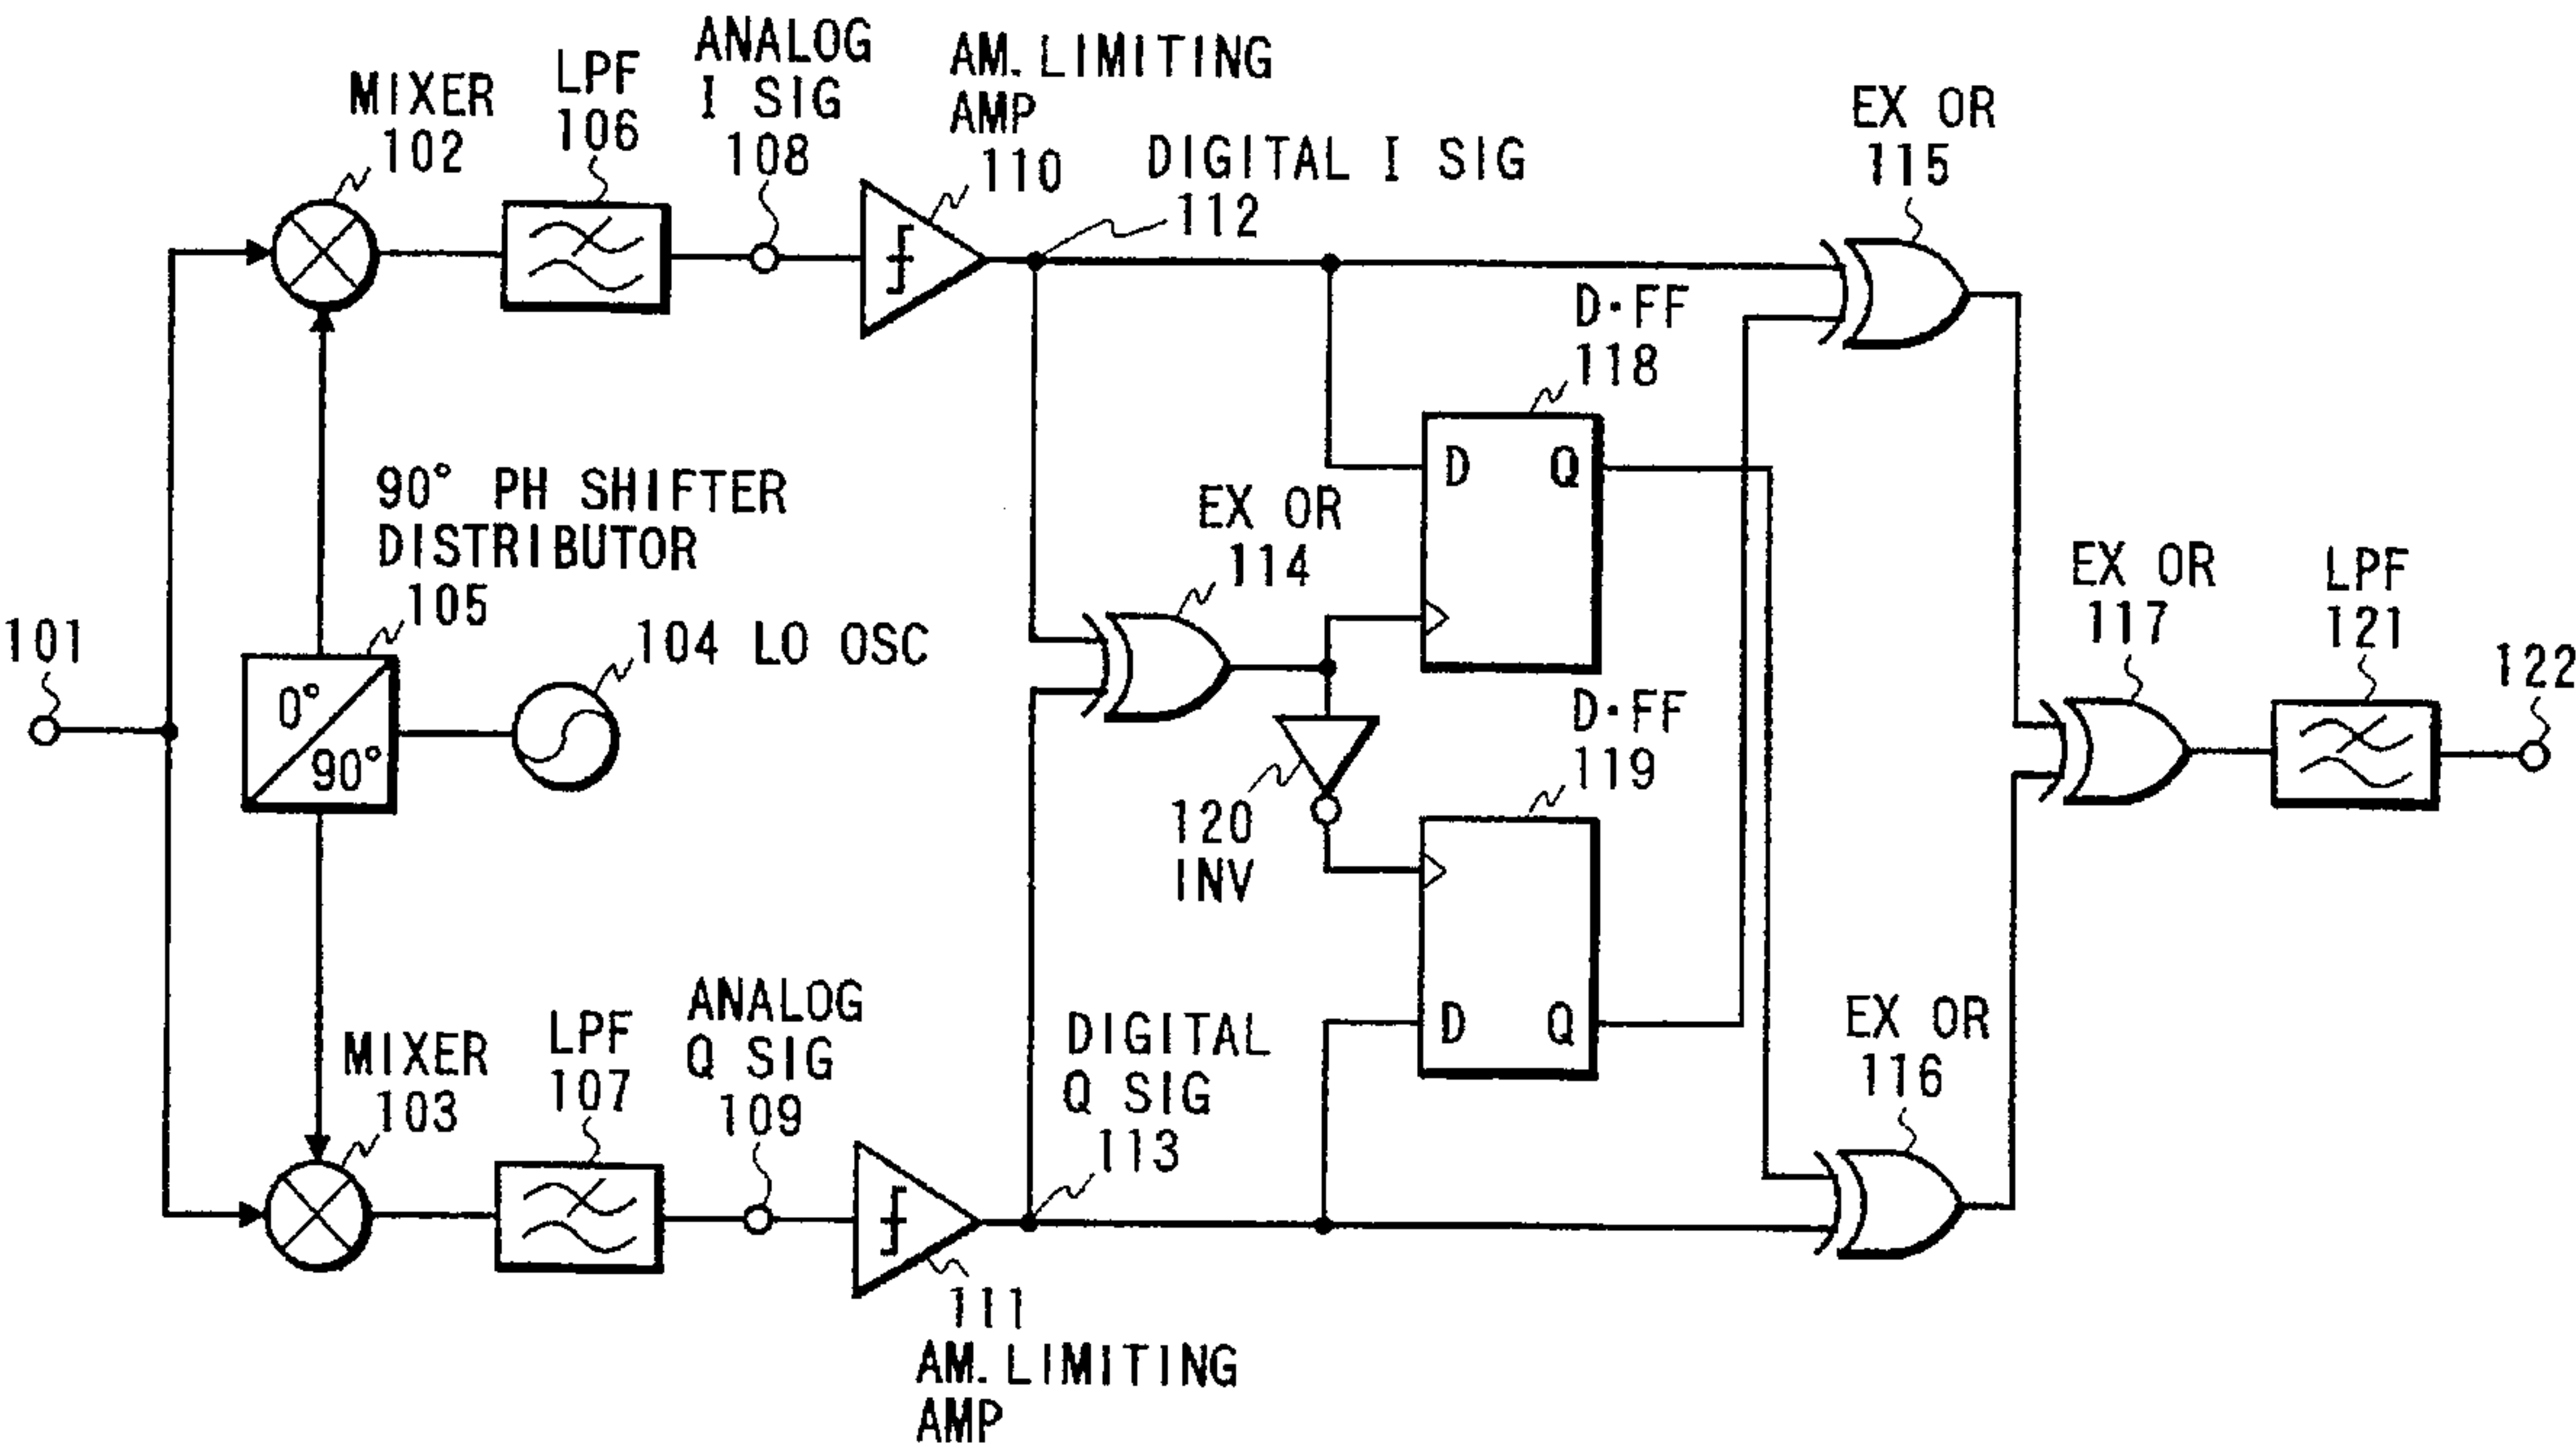 MIXER
102
LPF
106
ANALOG
I SIG
108
AM. LIMITING
AMP
110
DIGITAL I SIG
112
EX OR
115
D·FF
118
D Q
90° PH SHIFTER
DISTRIBUTOR
105
EX OR
114
101
0°
90°
104 LO OSC
EX OR
117
LPF
121
122
D·FF
119
120
INV
D Q
MIXER
103
LPF
107
ANALOG
Q SIG
109
DIGITAL
Q SIG
113
EX OR
116
111
AM. LIMITING
AMP